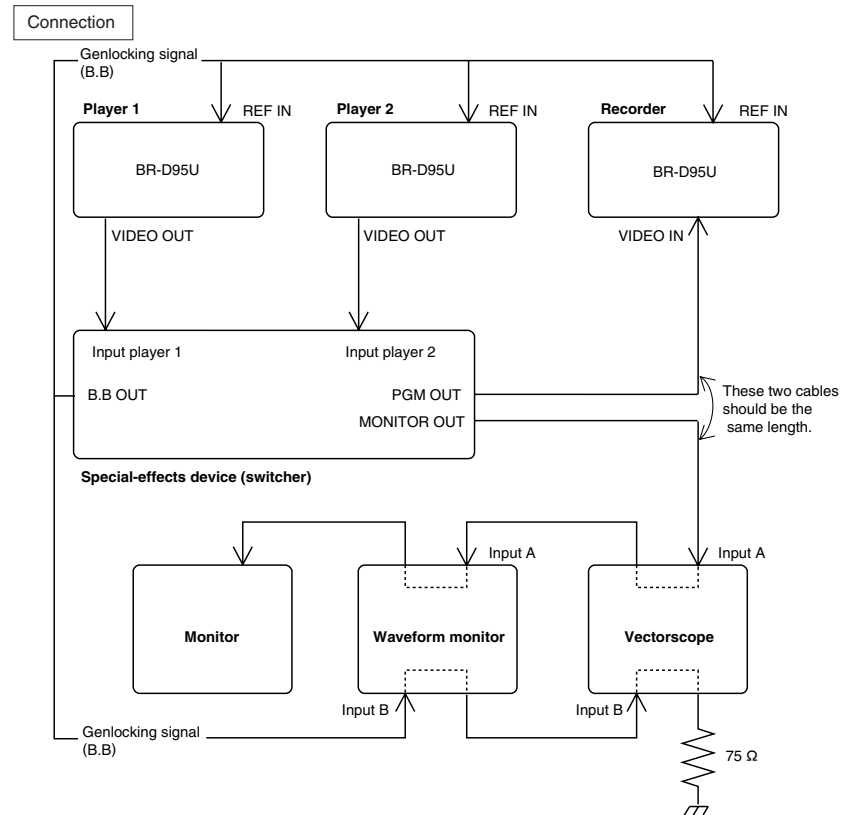 Connection
Genlocking signal
(B.B)
Player 1
REF IN
Player 2
REF IN
Recorder
REF IN
BR-D95U
BR-D95U
BR-D95U
VIDEO OUT
VIDEO OUT
VIDEO IN
Input player 1
Input player 2
B.B OUT
PGM OUT
MONITOR OUT
These two cables
should be the
same length.
Special-effects device (switcher)
Input A
Input A
Monitor
Waveform monitor
Vectorscope
Input B
Input B
Genlocking signal
(B.B)
75 Ω